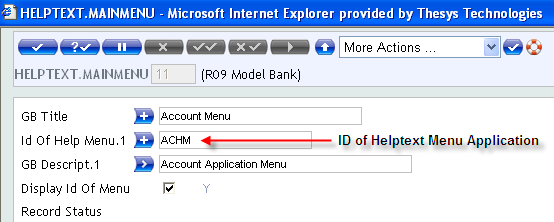 HELPTEXT.MAINMENU - Microsoft Internet Explorer provided by Thesys Technologies
More Actions ...
HELPTEXT.MAINMENU 11 (R09 Model Bank)
GB Title Account Menu
Id Of Help Menu.1 ACHM ID of Helptext Menu Application
GB Descript.1 Account Application Menu
Display Id Of Menu Y
Record Status